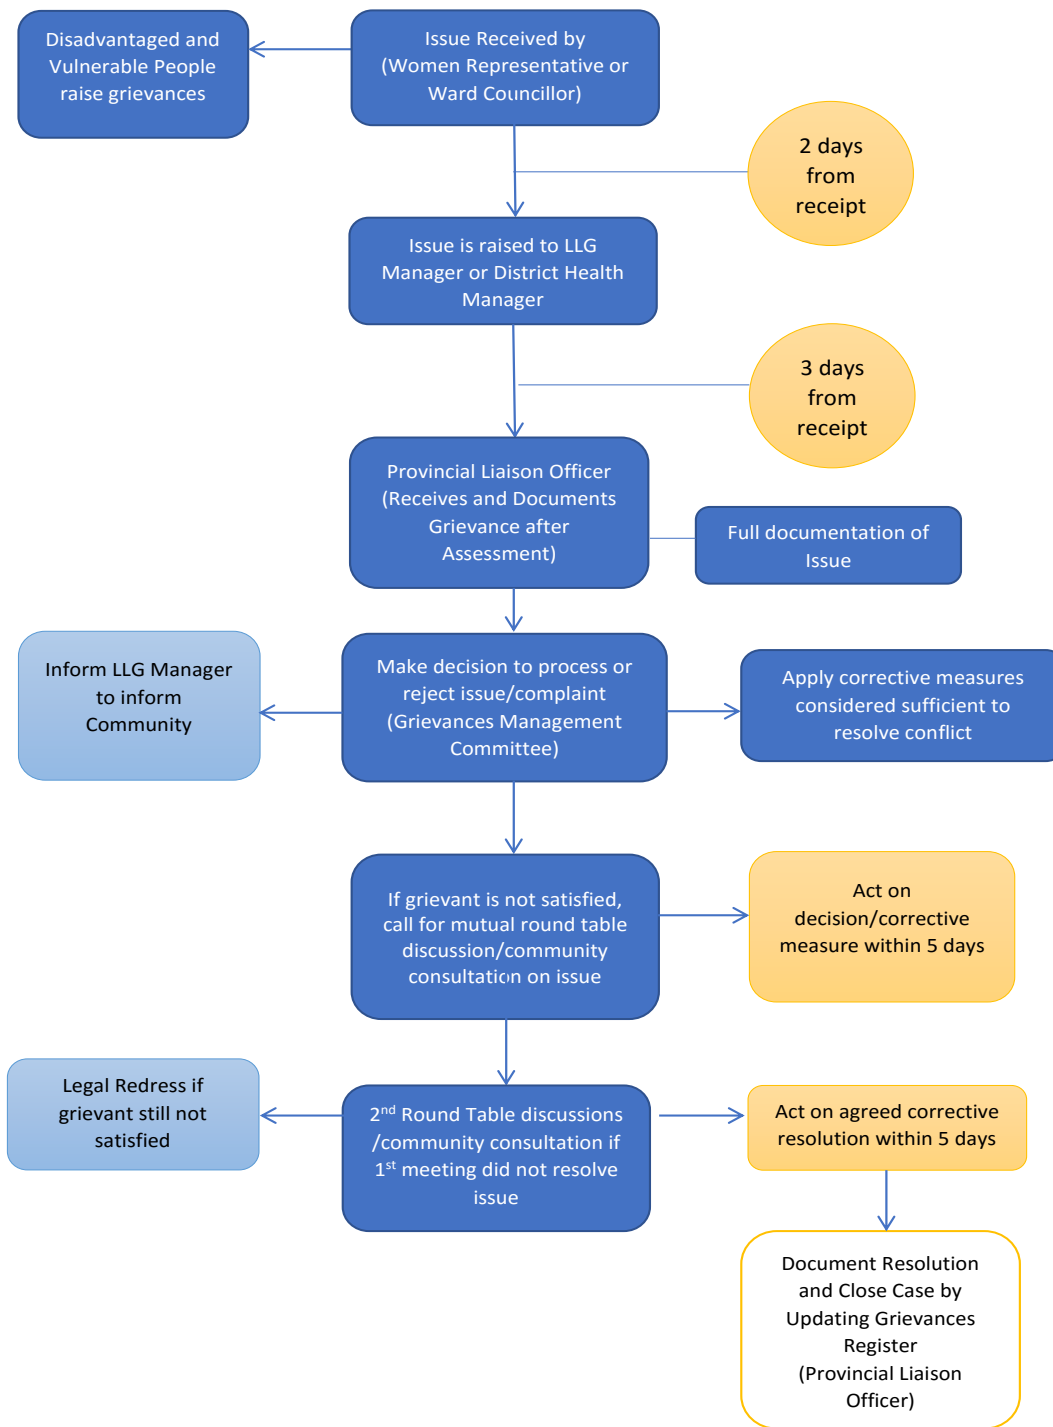 Disadvantaged and
Vulnerable People
raise grievances
Issue Received by
(Women Representative or
Ward Councillor)
2 days
from
receipt
Issue is raised to LLG
Manager or District Health
Manager
3 days
from
receipt
Provincial Liaison Officer
(Receives and Documents
Grievance after
Assessment)
Full documentation of
Issue
Inform LLG Manager
to inform
Community
Make decision to process or
reject issue/complaint
(Grievances Management
Committee)
Apply corrective measures
considered sufficient to
resolve conflict
If grievant is not satisfied,
call for mutual round table
discussion/community
consultation on issue
Act on
decision/corrective
measure within 5 days
Legal Redress if
grievant still not
satisfied
2nd Round Table discussions
/community consultation if
1st meeting did not resolve
issue
Act on agreed corrective
resolution within 5 days
Document Resolution
and Close Case by
Updating Grievances
Register
(Provincial Liaison
Officer)